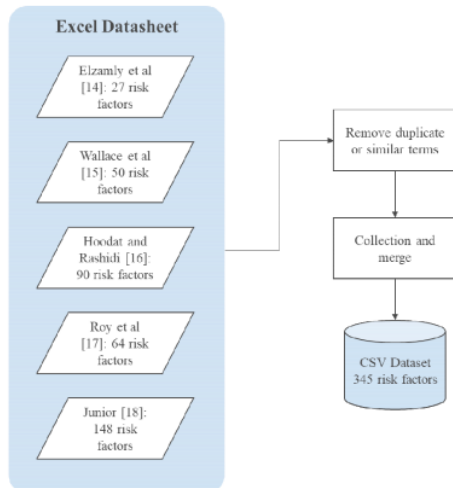 Excel Datasheet
Elzamly et al
[14]: 27 risk
factors
Wallace et al
[15]: 50 risk
factors
Hoodat and
Rashidi [16]:
90 risk factors
Roy et al
[17]: 64 risk
factors
Junior [18]:
148 risk
factors
Remove duplicate
or similar terms
Collection and
merge
CSV Dataset
345 risk factors